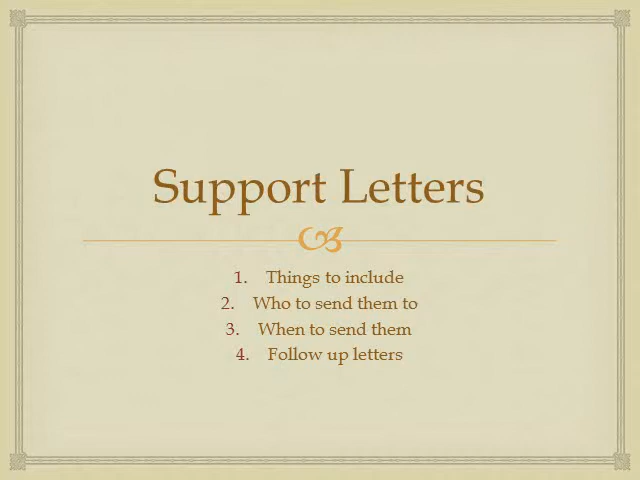 Support Letters
1. Things to include
2. Who to send them to
3. When to send them
4. Follow up letters